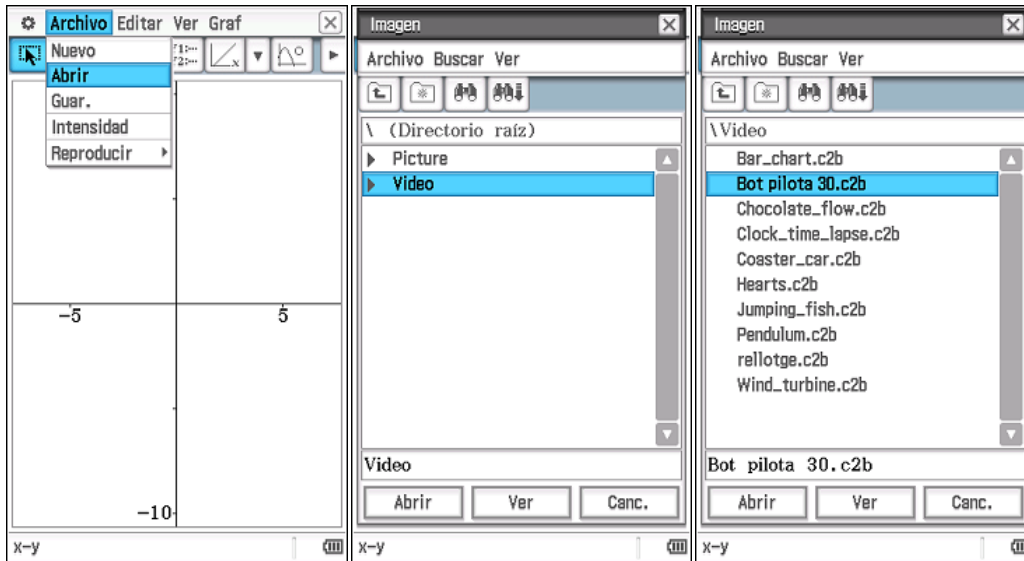 Archivo Editar Ver Graf
Nuevo
Abrir
Guar.
Intensidad
Reproducir
Y1:···
Y2:···
x
-5
5
-10
x-y
Imagen
Archivo Buscar Ver
\ (Directorio raíz)
Picture
Video
Video
Abrir
Ver
Canc.
x-y
Imagen
Archivo Buscar Ver
\Video
Bar_chart.c2b
Bot pilota 30.c2b
Chocolate_flow.c2b
Clock_time_lapse.c2b
Coaster_car.c2b
Hearts.c2b
Jumping_fish.c2b
Pendulum.c2b
rellotge.c2b
Wind_turbine.c2b
Bot pilota 30.c2b
Abrir
Ver
Canc.
x-y